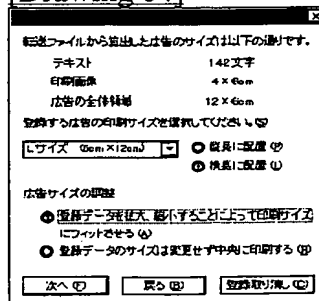 転送ファイルから算出した広告のサイズは以下の通りです。
テキスト 142文字
印刷画像 4×6cm
広告の全体領域 12×6cm
登録する広告の印刷サイズを選択してください。(S)
Lサイズ (6cm×12cm) 縦長に配置 (P)
横長に配置 (L)
広告サイズの調整
登録データを拡大、縮小することによって印刷サイズ
にフィットさせる (A)
登録データのサイズは変更せず中央に印刷する (B)
次へ (F) 戻る (B) 登録取り消し (C)